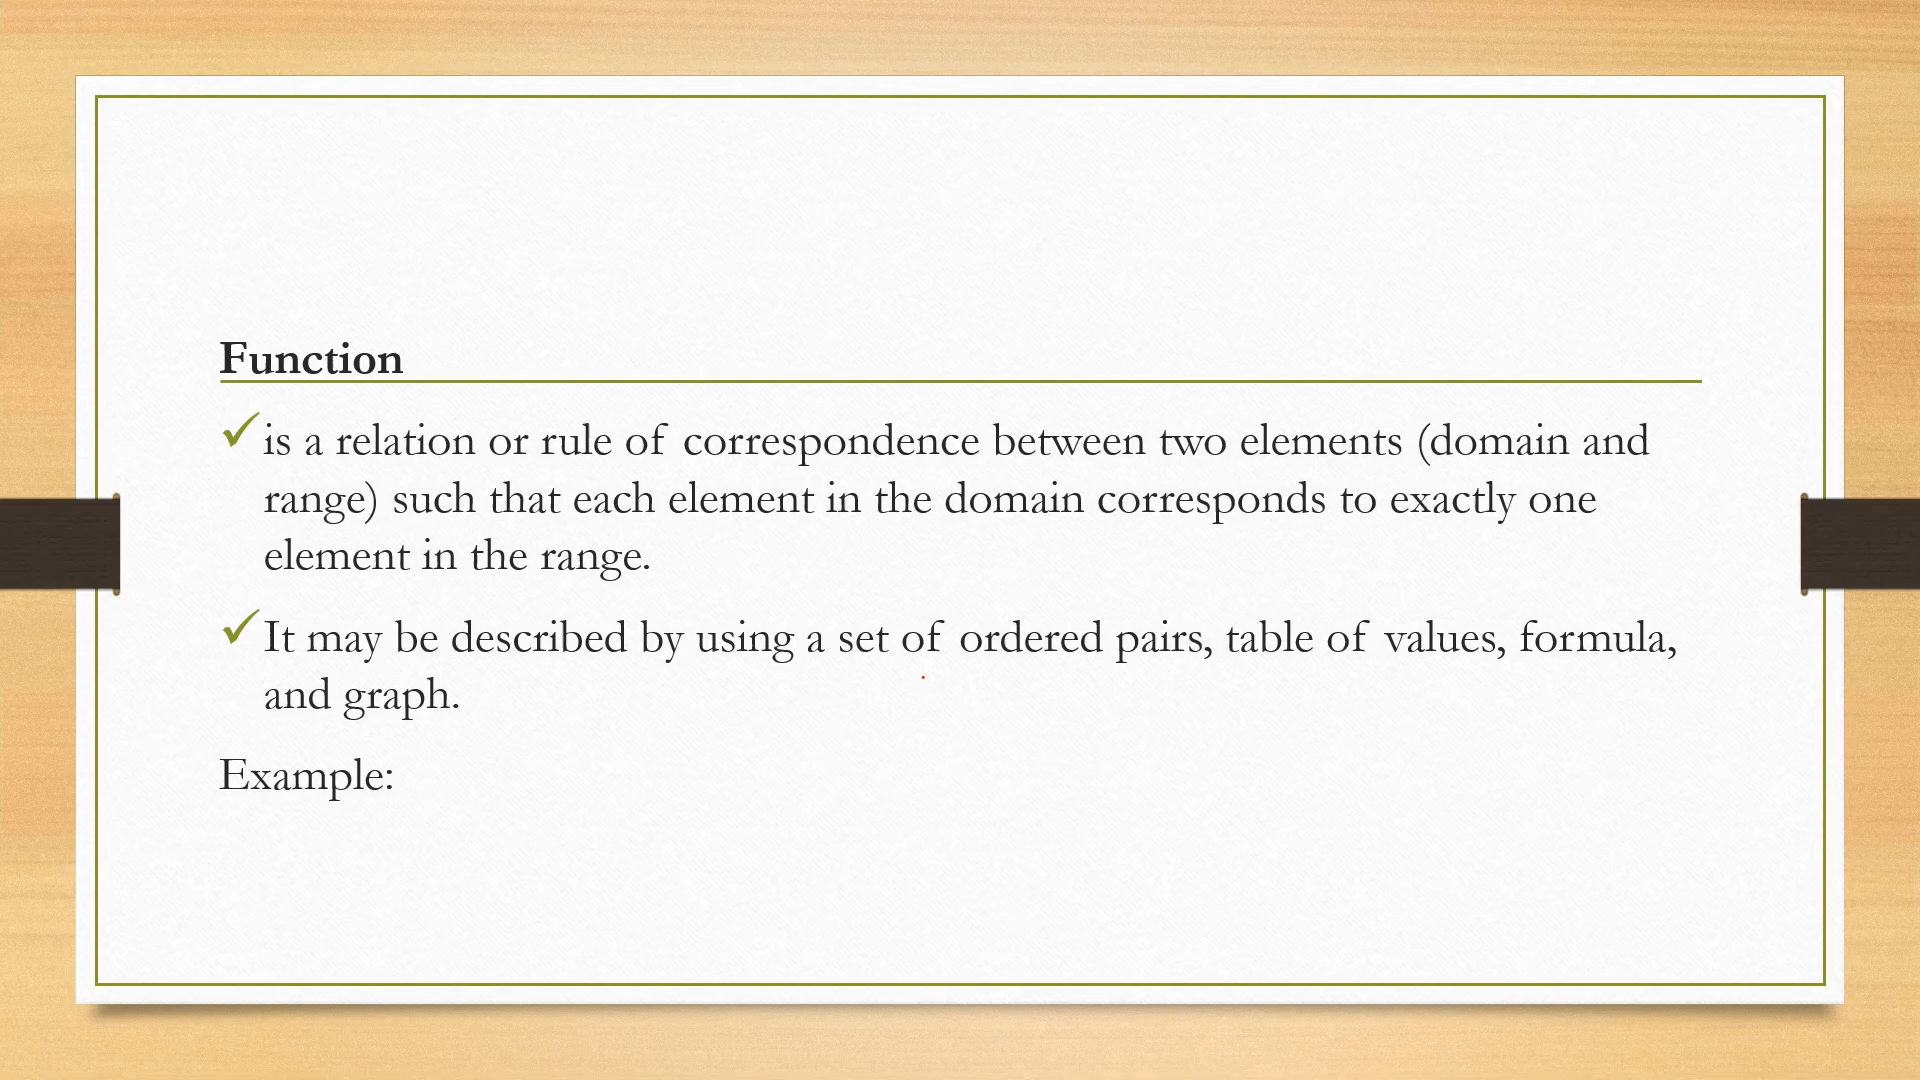 Function
✓is a relation or rule of correspondence between two elements (domain and
range) such that each element in the domain corresponds to exactly one
element in the range.
✓It may be described by using a set of ordered pairs, table of values, formula,
and graph.
Example: